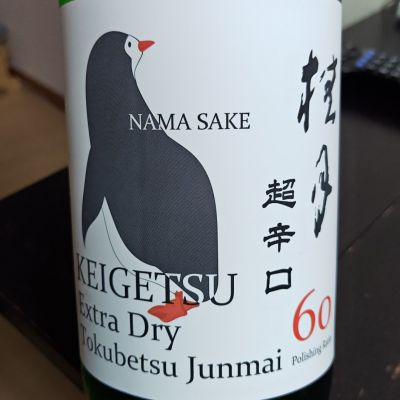 NAMA SAKE
桂月
超辛口
KEIGETSU
Extra Dry
Tokubetsu Junmai
60
Polishing Ratio